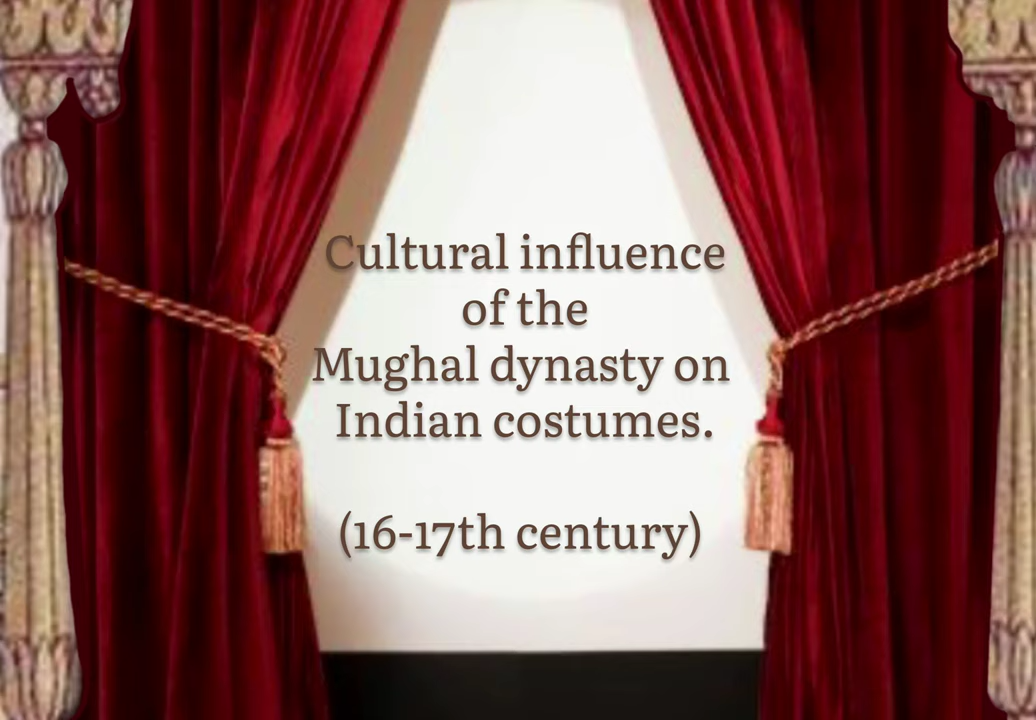 Cultural influence
of the
Mughal dynasty on
Indian costumes.
(16-17th century)